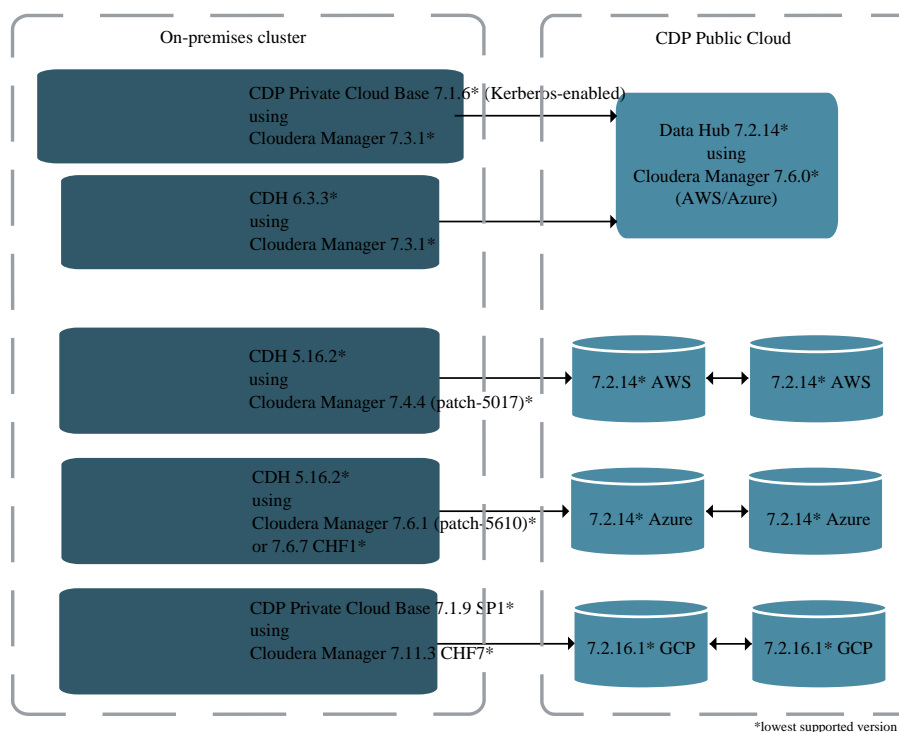 On-premises cluster
CDP Public Cloud
CDP Private Cloud Base 7.1.6* (Kerberos-enabled)
using
Cloudera Manager 7.3.1*
Data Hub 7.2.14*
using
Cloudera Manager 7.6.0*
(AWS/Azure)
CDH 6.3.3*
using
Cloudera Manager 7.3.1*
CDH 5.16.2*
using
Cloudera Manager 7.4.4 (patch-5017)*
7.2.14* AWS
7.2.14* AWS
CDH 5.16.2*
using
Cloudera Manager 7.6.1 (patch-5610)*
or 7.6.7 CHF1*
7.2.14* Azure
7.2.14* Azure
CDP Private Cloud Base 7.1.9 SP1*
using
Cloudera Manager 7.11.3 CHF7*
7.2.16.1* GCP
7.2.16.1* GCP
*lowest supported version